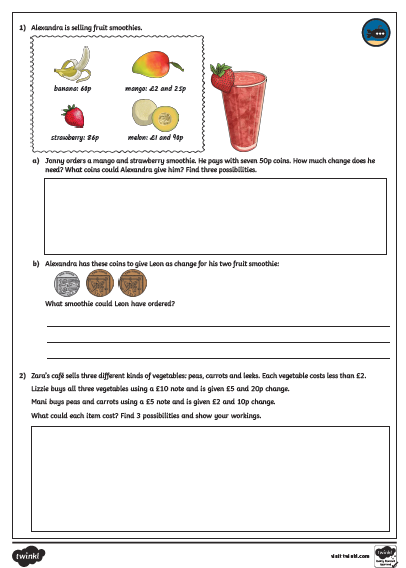 1) Alexandra is selling fruit smoothies.
banana: 60p
mango: £2 and 25p
strawberry: 86p
melon: £1 and 90p
a) Jonny orders a mango and strawberry smoothie. He pays with seven 50p coins. How much change does he
need? What coins could Alexandra give him? Find three possibilities.
b) Alexandra has these coins to give Leon as change for his two fruit smoothie:
What smoothie could Leon have ordered?
2) Zara's café sells three different kinds of vegetables: peas, carrots and leeks. Each vegetable costs less than £2.
Lizzie buys all three vegetables using a £10 note and is given £5 and 20p change.
Mani buys peas and carrots using a £5 note and is given £2 and 10p change.
What could each item cost? Find 3 possibilities and show your workings.
twinkl
visit twinkl.com
twinkl